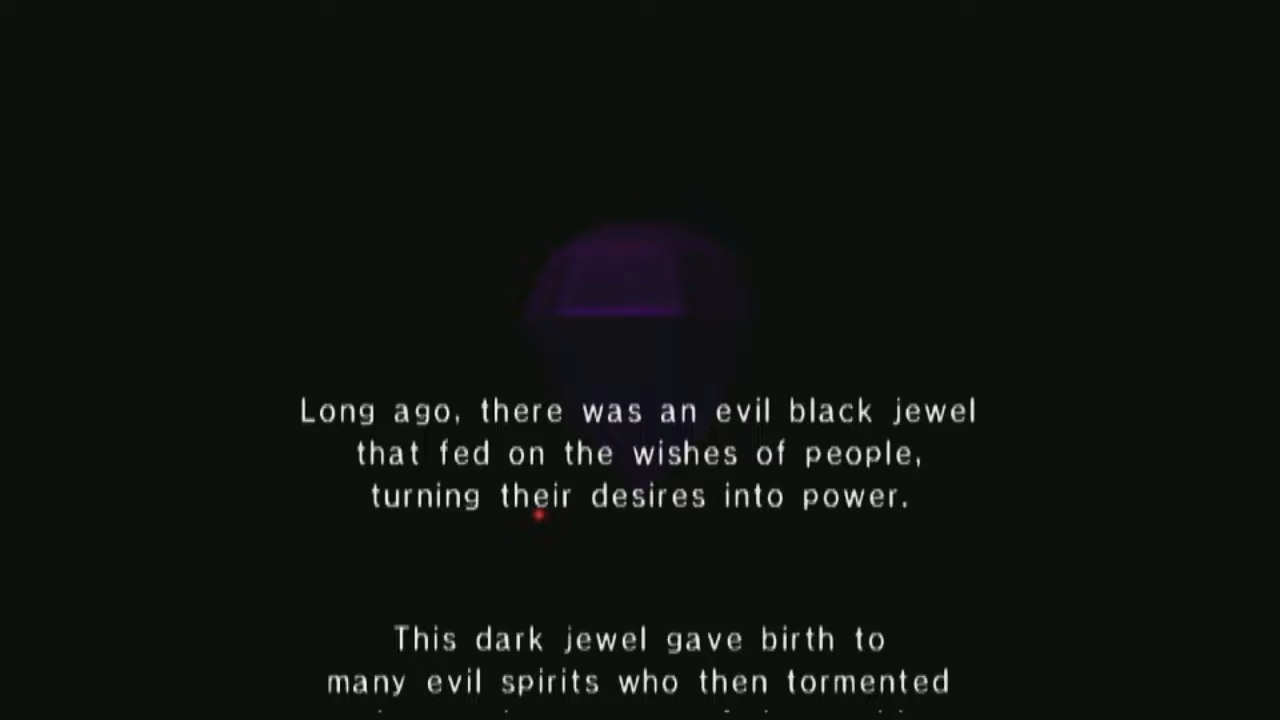 Long ago, there was an evil black jewel
that fed on the wishes of people,
turning their desires into power.
This dark jewel gave birth to
many evil spirits who then tormented